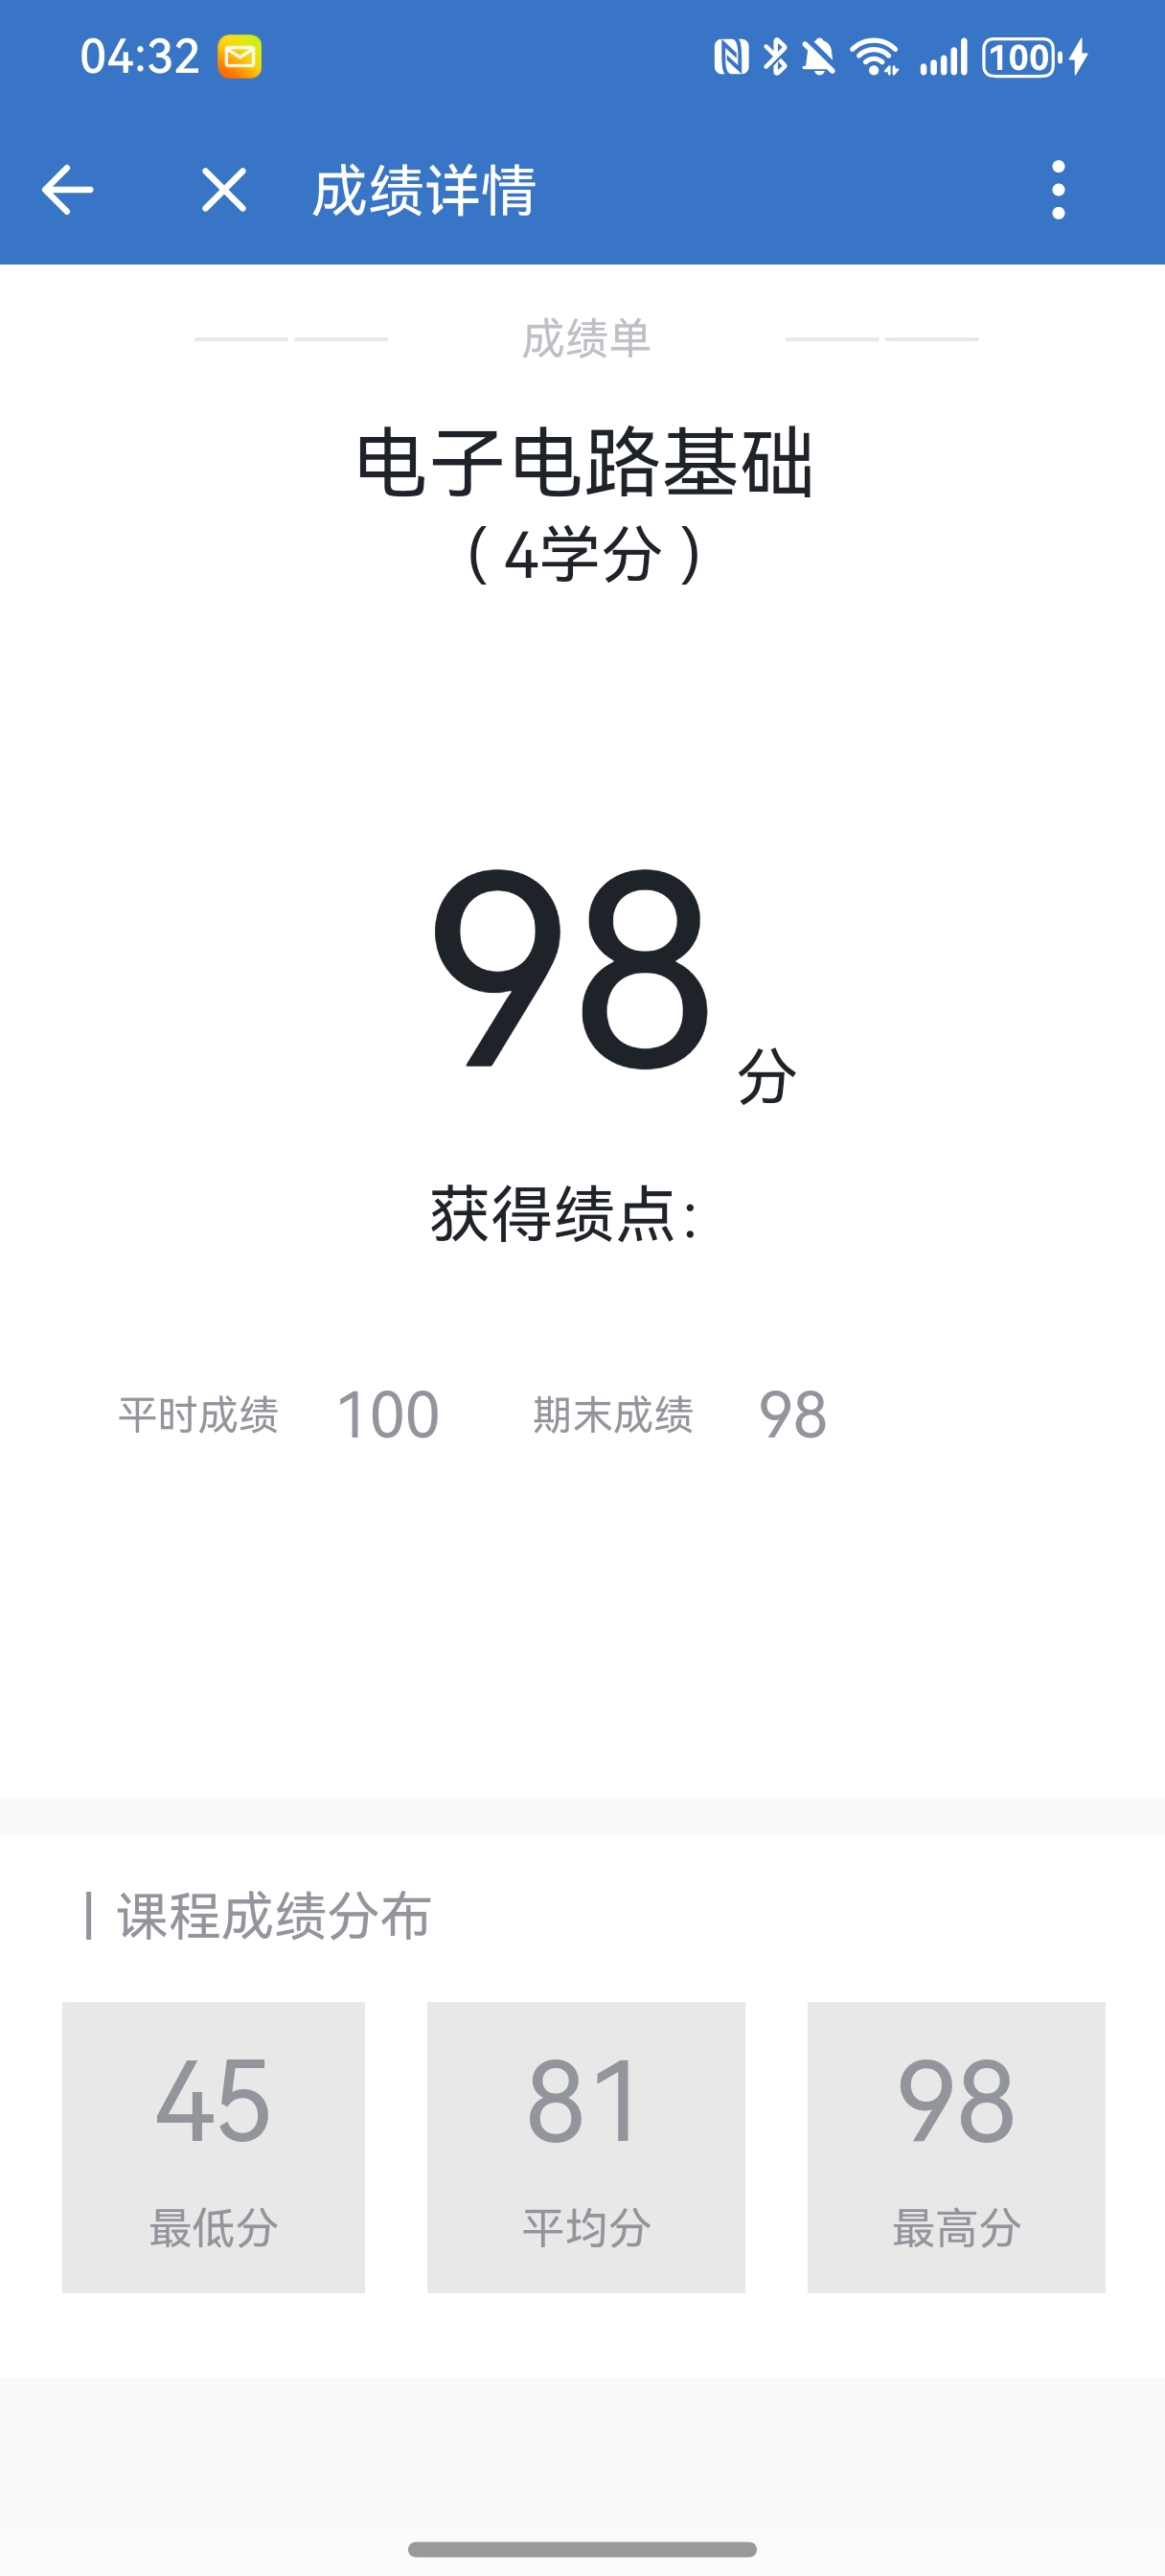 04:32 100
成绩详情
成绩单
电子电路基础
（4学分）
98 分
获得绩点：
平时成绩 100 期末成绩 98
课程成绩分布
45 81 98
最低分 平均分 最高分